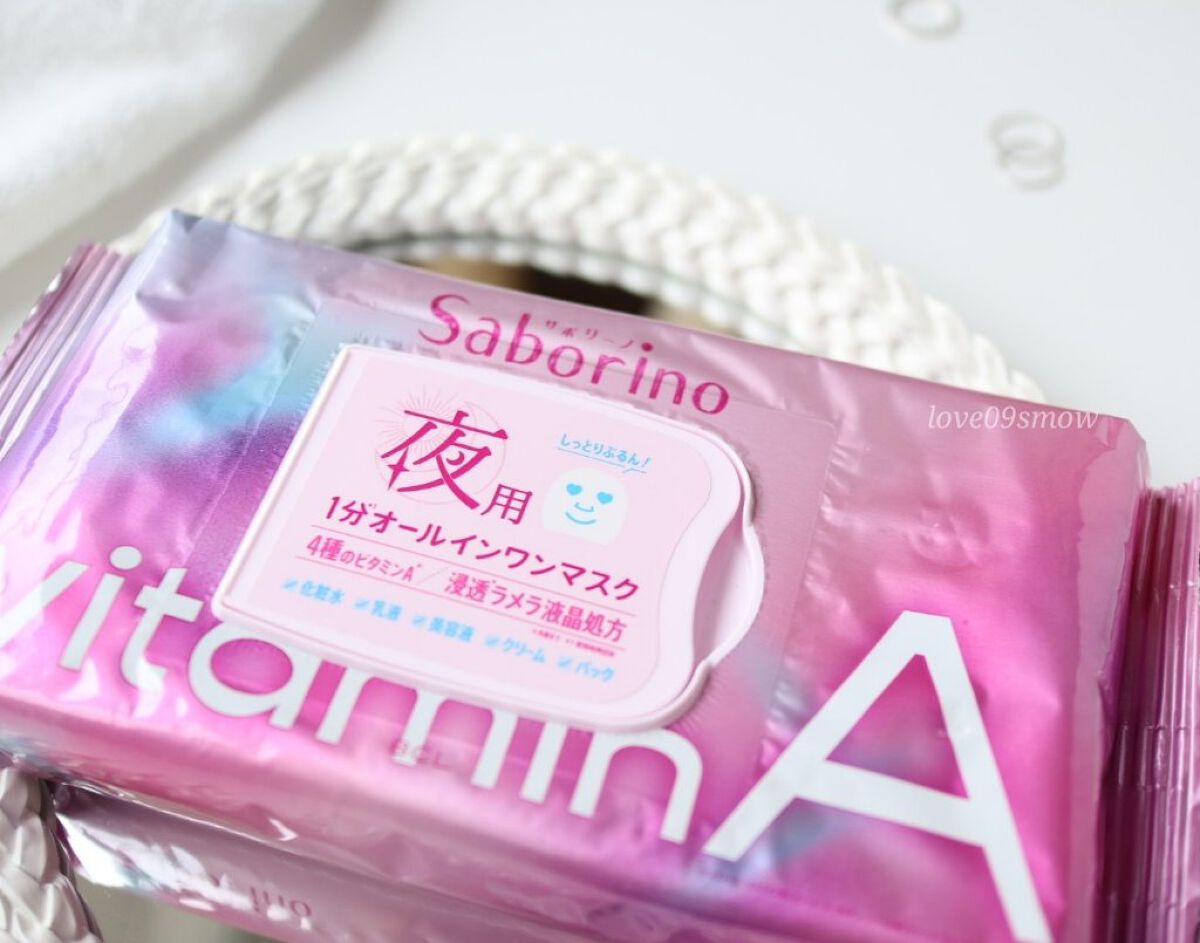 サボリーノ
Saborino
love09smow
夜用
しっとりぷるん!
1分オールインワンマスク
4種のビタミンA* / 浸透ラメラ液晶処方
化粧水 乳液 美容液 クリーム パック
vitamin A
BCL